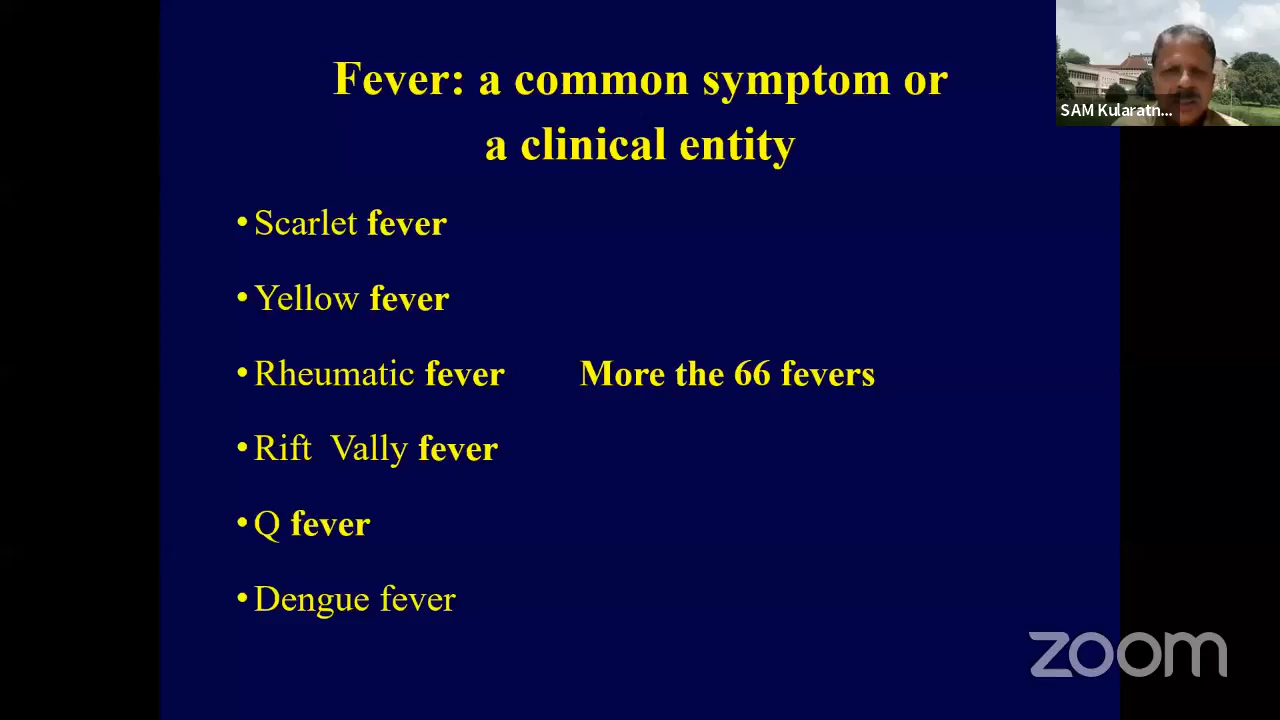 Fever: a common symptom or
a clinical entity
SAM Kularatn...
• Scarlet fever
• Yellow fever
• Rheumatic fever More the 66 fevers
• Rift Vally fever
• Q fever
• Dengue fever
zoom